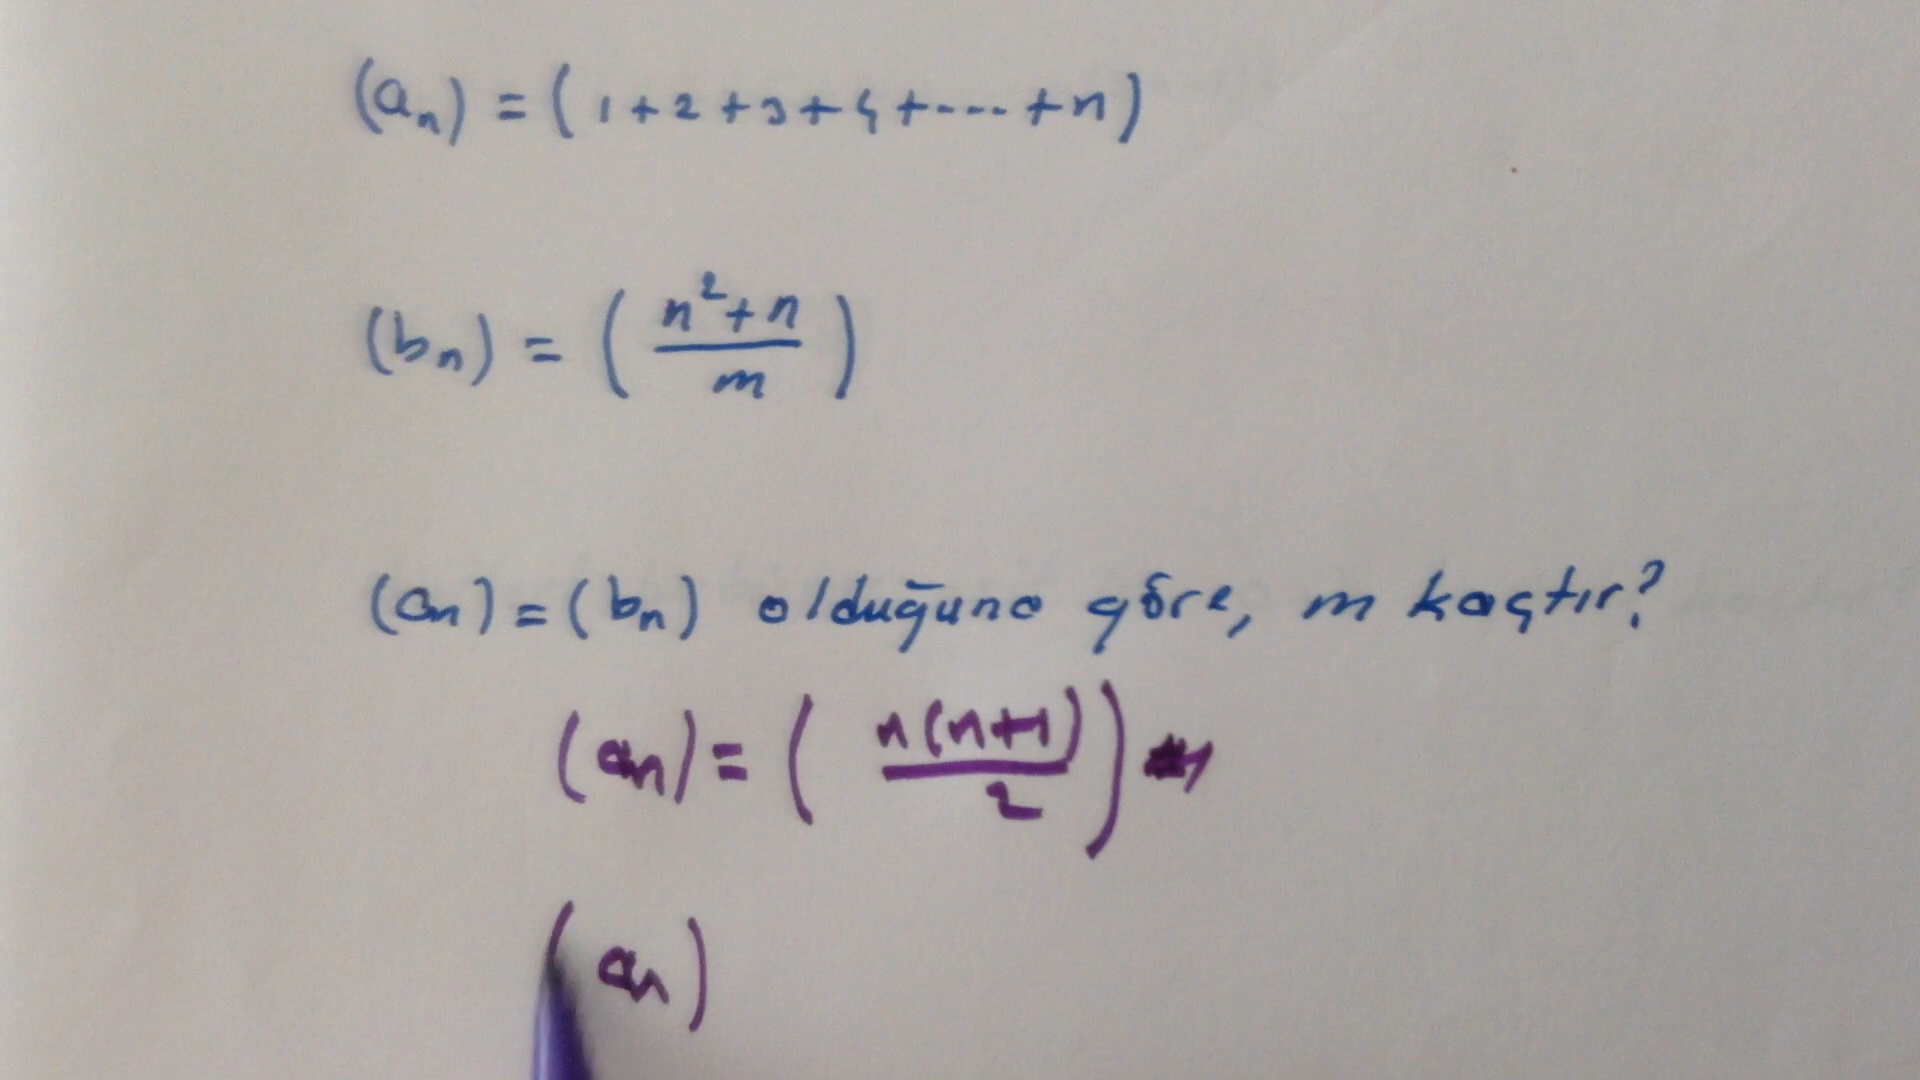 (an) = (1+2+3+4+---+n)
(bn) = (n²+n / m)
(an) = (bn) olduğuna göre, m kaçtır?
(an) = (n(n+1) / 2)
(an)